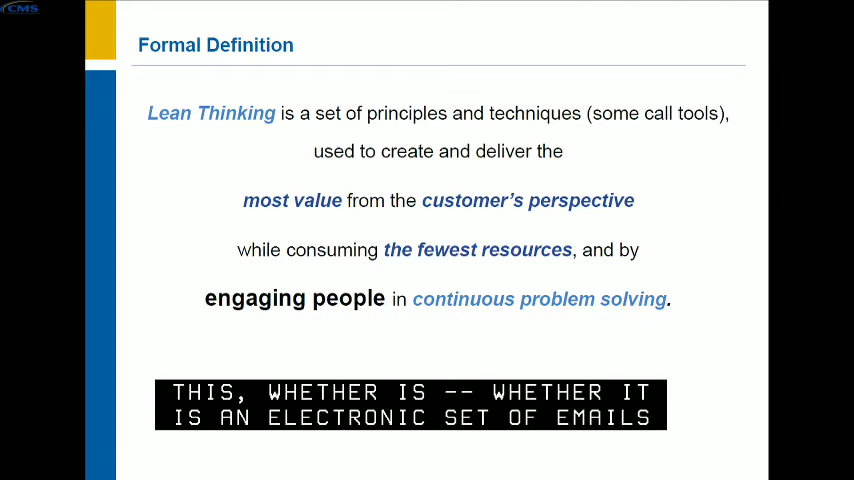 CMS
Formal Definition
Lean Thinking is a set of principles and techniques (some call tools),
used to create and deliver the
most value from the customer's perspective
while consuming the fewest resources, and by
engaging people in continuous problem solving.
THIS, WHETHER IS -- WHETHER IT
IS AN ELECTRONIC SET OF EMAILS